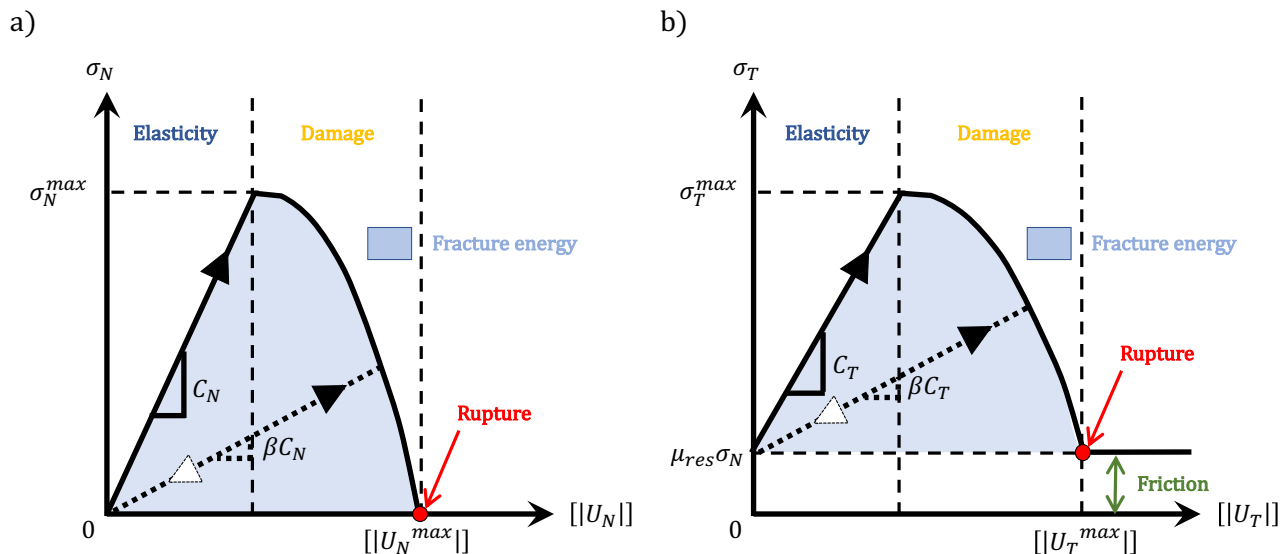 a)
σ_N
Elasticity
Damage
σ_N^max
Fracture energy
C_N
βC_N
Rupture
0
[|U_N^max|]
[|U_N|]
b)
σ_T
Elasticity
Damage
σ_T^max
Fracture energy
C_T
βC_T
Rupture
μ_res σ_N
Friction
0
[|U_T^max|]
[|U_T|]